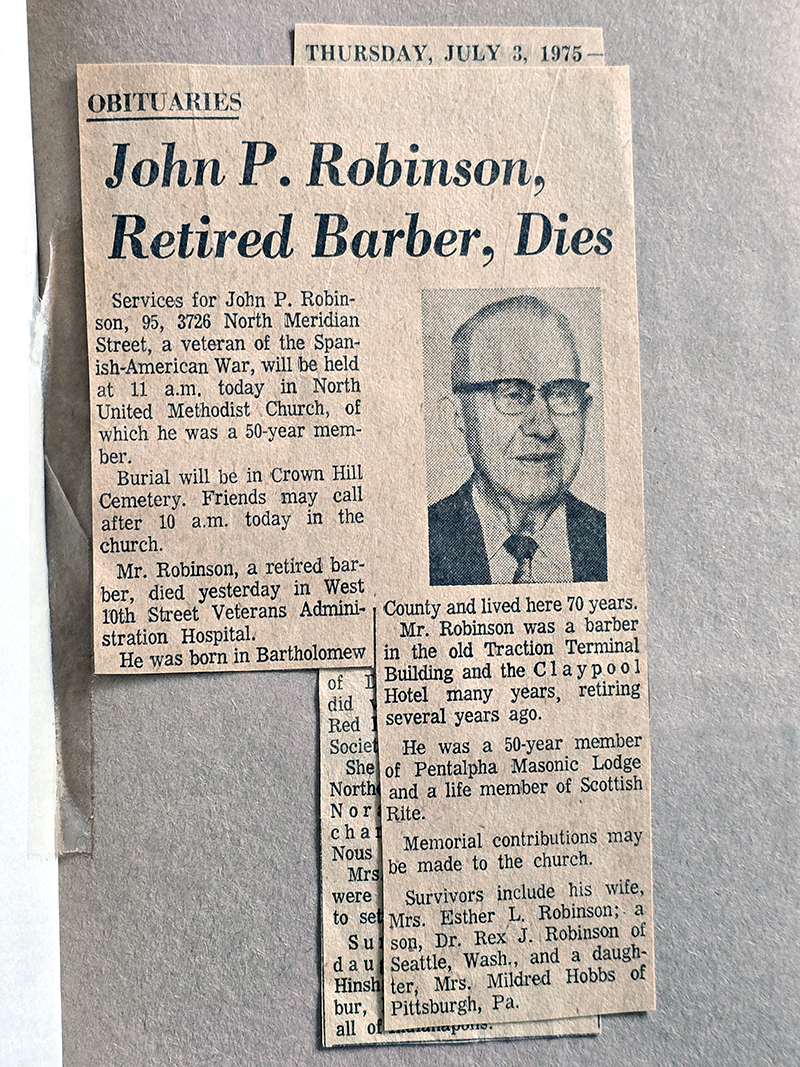 THURSDAY, JULY 3, 1975—
OBITUARIES
John P. Robinson,
Retired Barber, Dies
Services for John P. Robin-
son, 95, 3726 North Meridian
Street, a veteran of the Span-
ish-American War, will be held
at 11 a.m. today in North
United Methodist Church, of
which he was a 50-year mem-
ber.
Burial will be in Crown Hill
Cemetery. Friends may call
after 10 a.m. today in the
church.
Mr. Robinson, a retired bar-
ber, died yesterday in West
10th Street Veterans Admini-
stration Hospital.
He was born in Bartholomew
County and lived here 70 years.
Mr. Robinson was a barber
in the old Traction Terminal
Building and the Claypool
Hotel many years, retiring
several years ago.
He was a 50-year member
of Pentalpha Masonic Lodge
and a life member of Scottish
Rite.
Memorial contributions may
be made to the church.
Survivors include his wife,
Mrs. Esther L. Robinson; a
son, Dr. Rex J. Robinson of
Seattle, Wash., and a daugh-
ter, Mrs. Mildred Hobbs of
Pittsburgh, Pa.
of
did
Red
Societ
She
North
Nor
char
Nous
Mrs
were
to set
Su
daug
Hinsh
bur,
all of Indianapolis.